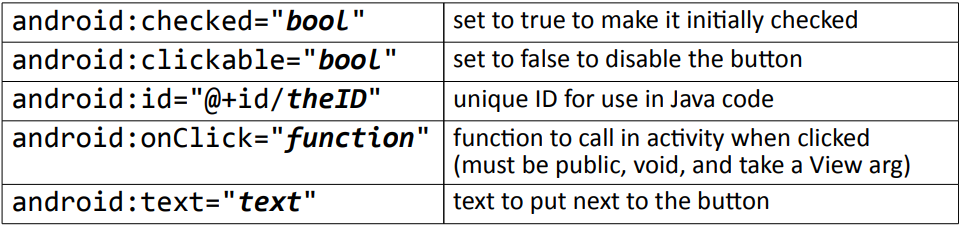 android:checked="bool" set to true to make it initially checked
android:clickable="bool" set to false to disable the button
android:id="@+id/theID" unique ID for use in Java code
android:onClick="function" function to call in activity when clicked
(must be public, void, and take a View arg)
android:text="text" text to put next to the button